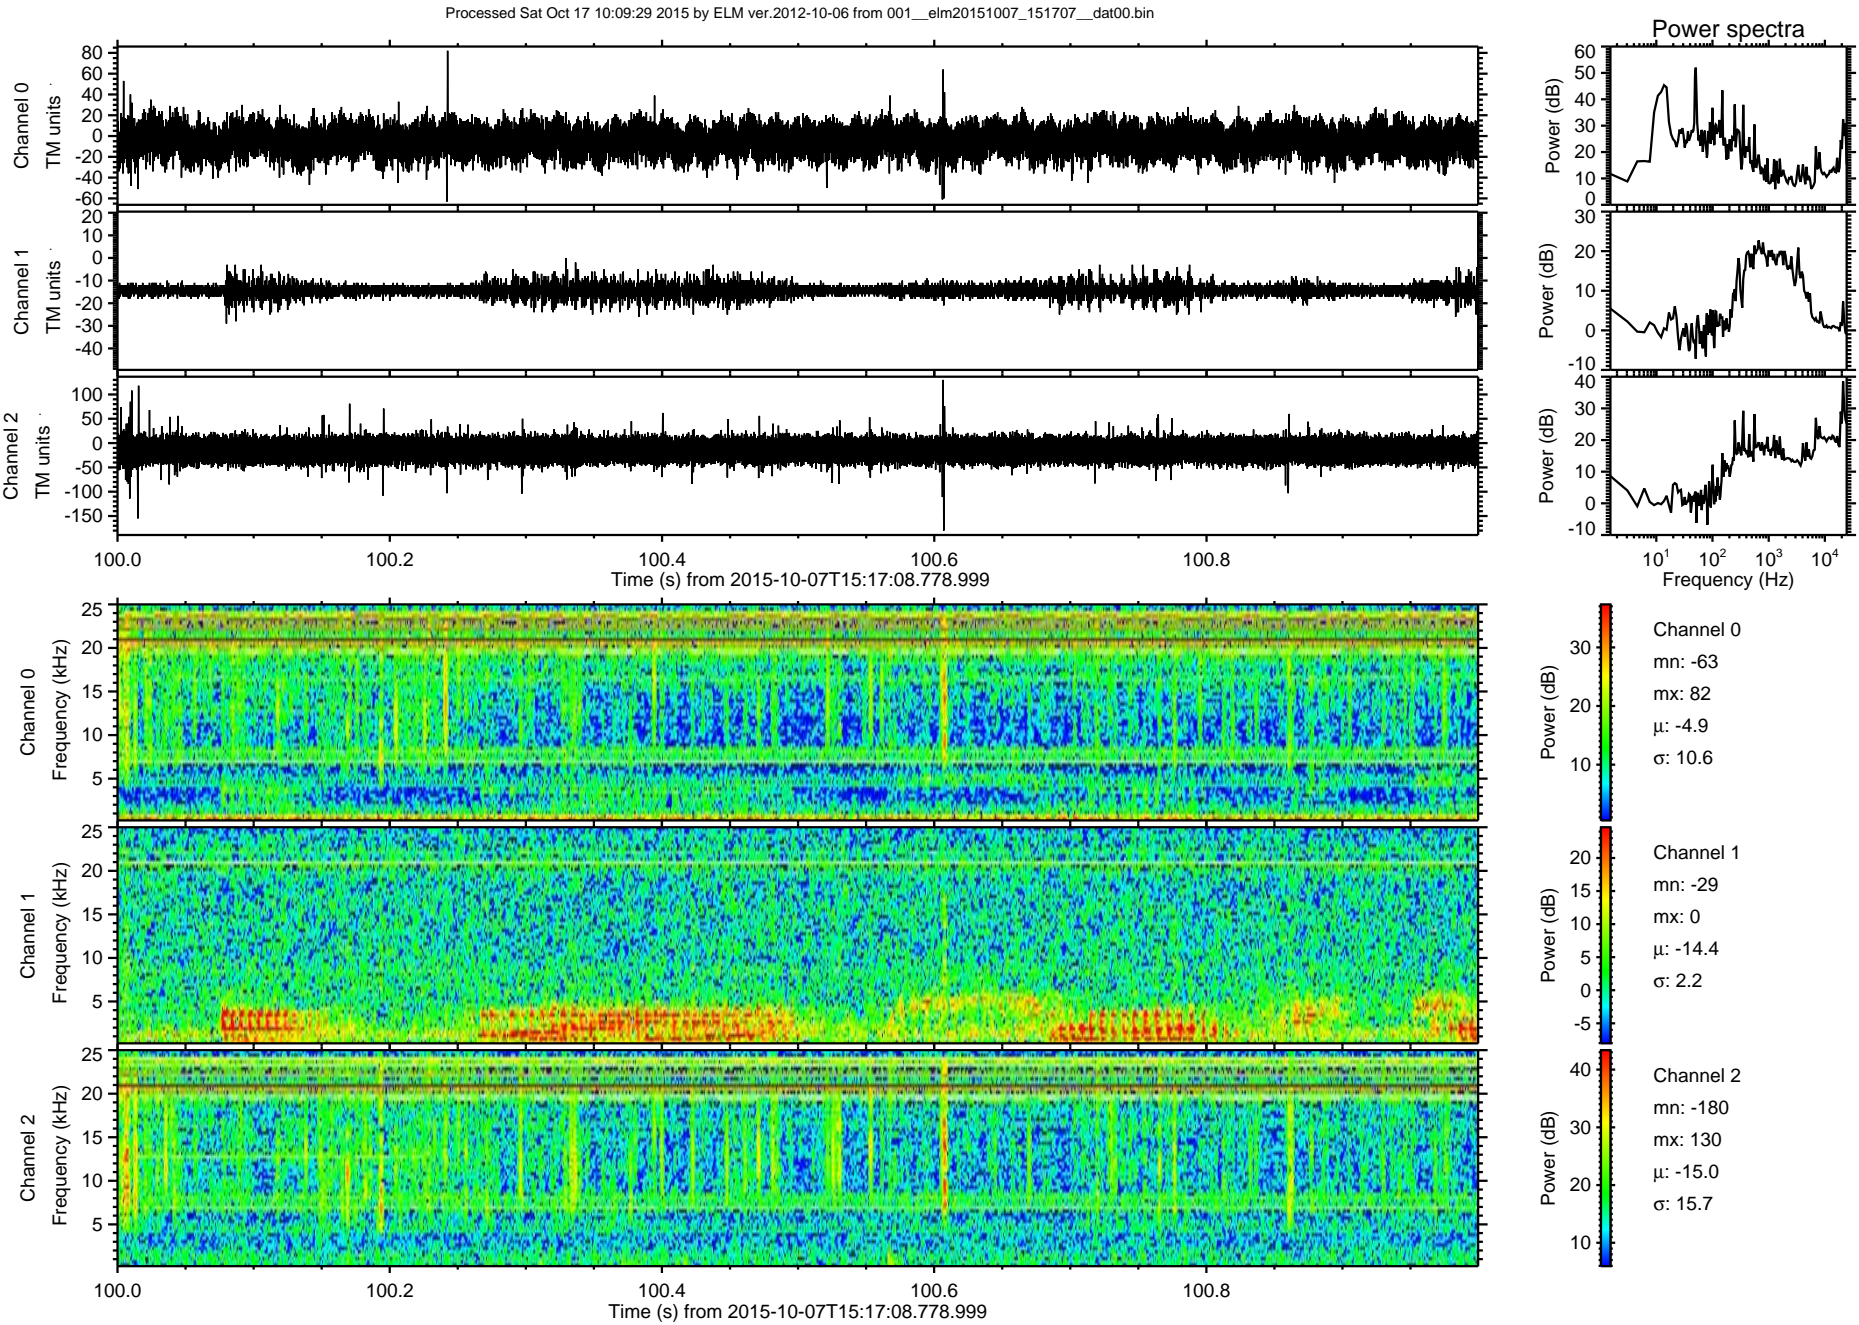 Processed Sat Oct 17 10:09:29 2015 by ELM ver.2012-10-06 from 001__elm20151007_151707__dat00.bin
Power spectra
Channel 0
TM units
80
60
40
20
0
-20
-40
-60
Power (dB)
60
50
40
30
20
10
0
Channel 1
TM units
20
10
0
-10
-20
-30
-40
Power (dB)
30
20
10
0
-10
Channel 2
TM units
100
50
0
-50
-100
-150
Power (dB)
40
30
20
10
0
-10
100.0 100.2 100.4 100.6 100.8
Time (s) from 2015-10-07T15:17:08.778.999
10¹ 10² 10³ 10⁴
Frequency (Hz)
Channel 0
Frequency (kHz)
25
20
15
10
5
Power (dB)
30
20
10
Channel 0
mn: -63
mx: 82
μ: -4.9
σ: 10.6
Channel 1
Frequency (kHz)
25
20
15
10
5
Power (dB)
20
15
10
5
0
-5
Channel 1
mn: -29
mx: 0
μ: -14.4
σ: 2.2
Channel 2
Frequency (kHz)
25
20
15
10
5
Power (dB)
40
30
20
10
Channel 2
mn: -180
mx: 130
μ: -15.0
σ: 15.7
100.0 100.2 100.4 100.6 100.8
Time (s) from 2015-10-07T15:17:08.778.999